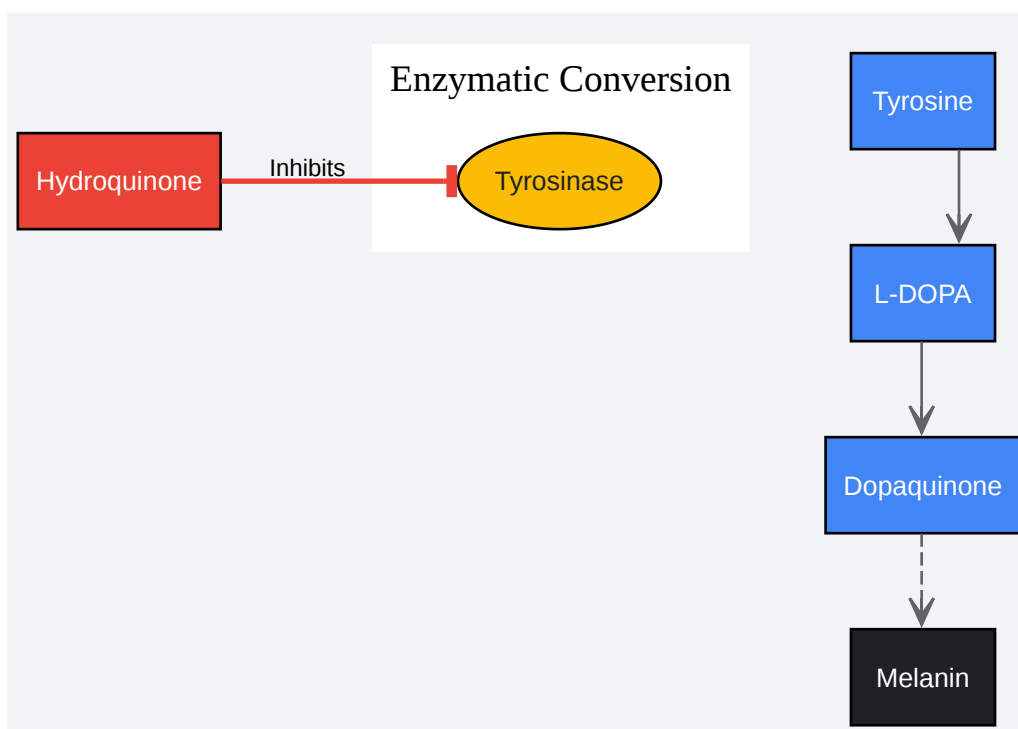 Enzymatic Conversion
Hydroquinone
Inhibits
Tyrosinase
Tyrosine
L-DOPA
Dopaquinone
Melanin